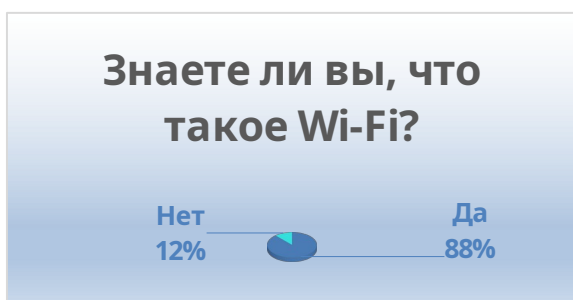 Знаете ли вы, что
такое Wi-Fi?
Нет
12%
Да
88%